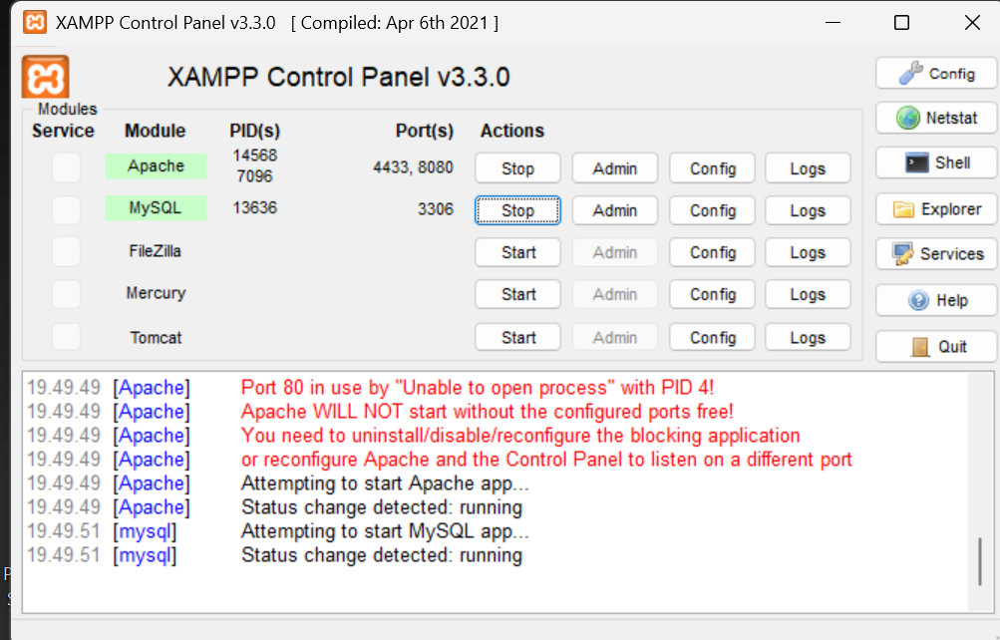 XAMPP Control Panel v3.3.0 [ Compiled: Apr 6th 2021 ]
XAMPP Control Panel v3.3.0
Config
Modules
Service Module PID(s) Port(s) Actions
Netstat
Apache 14568 7096 4433, 8080 Stop Admin Config Logs
Shell
MySQL 13636 3306 Stop Admin Config Logs
Explorer
FileZilla Start Admin Config Logs
Services
Mercury Start Admin Config Logs
Help
Tomcat Start Admin Config Logs
Quit
19.49.49 [Apache] Port 80 in use by "Unable to open process" with PID 4!
19.49.49 [Apache] Apache WILL NOT start without the configured ports free!
19.49.49 [Apache] You need to uninstall/disable/reconfigure the blocking application
19.49.49 [Apache] or reconfigure Apache and the Control Panel to listen on a different port
19.49.49 [Apache] Attempting to start Apache app...
19.49.49 [Apache] Status change detected: running
19.49.51 [mysql] Attempting to start MySQL app...
19.49.51 [mysql] Status change detected: running